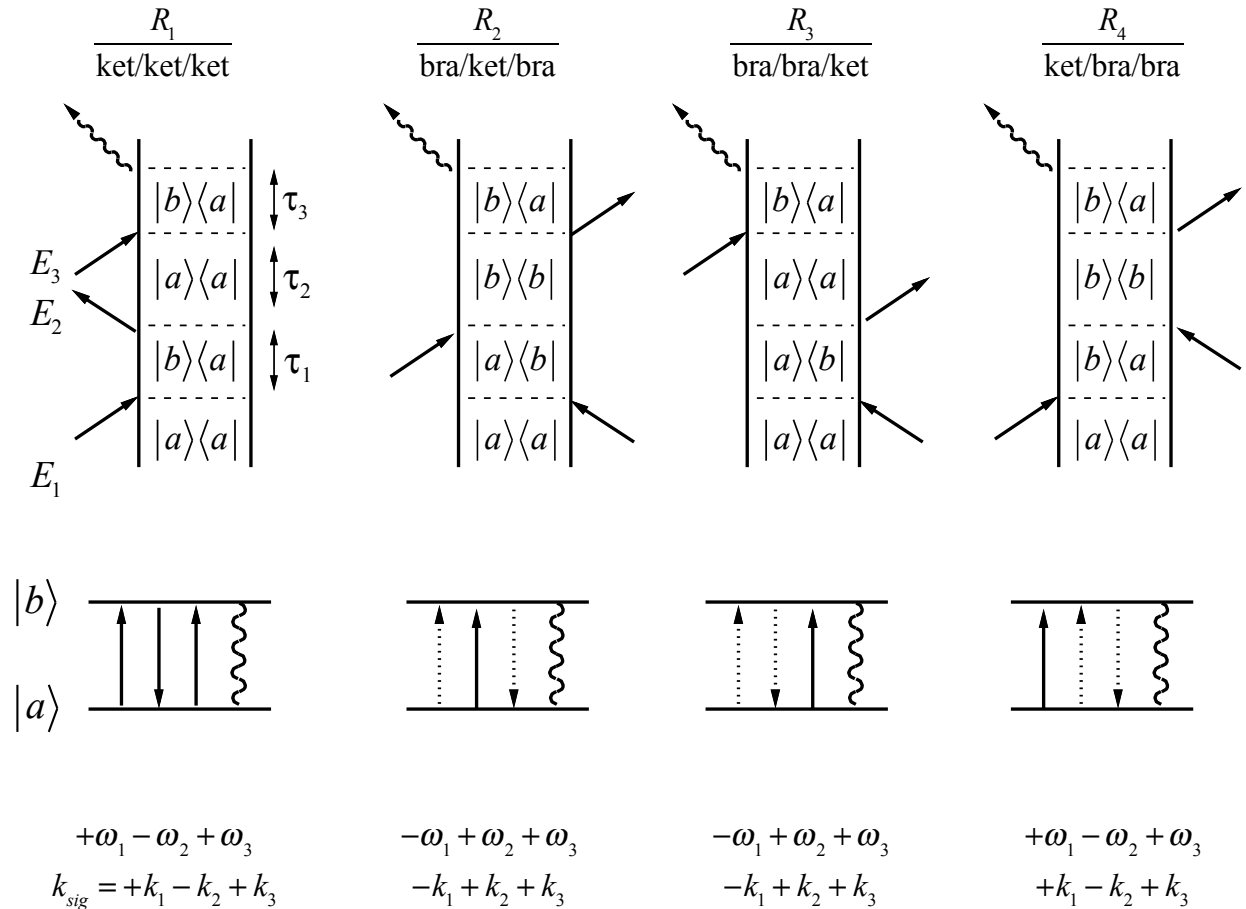 R₁ R₂ R₃ R₄
ket/ket/ket bra/ket/bra bra/bra/ket ket/bra/bra
|b⟩⟨a| τ₃ |b⟩⟨a| |b⟩⟨a| |b⟩⟨a|
E₃ |a⟩⟨a| τ₂ |b⟩⟨b| |a⟩⟨a| |b⟩⟨b|
E₂
|b⟩⟨a| τ₁ |a⟩⟨b| |a⟩⟨b| |b⟩⟨a|
|a⟩⟨a| |a⟩⟨a| |a⟩⟨a| |a⟩⟨a|
E₁
|b⟩
|a⟩
+ω₁ − ω₂ + ω₃ −ω₁ + ω₂ + ω₃ −ω₁ + ω₂ + ω₃ +ω₁ − ω₂ + ω₃
k_sig = +k₁ − k₂ + k₃ −k₁ + k₂ + k₃ −k₁ + k₂ + k₃ +k₁ − k₂ + k₃